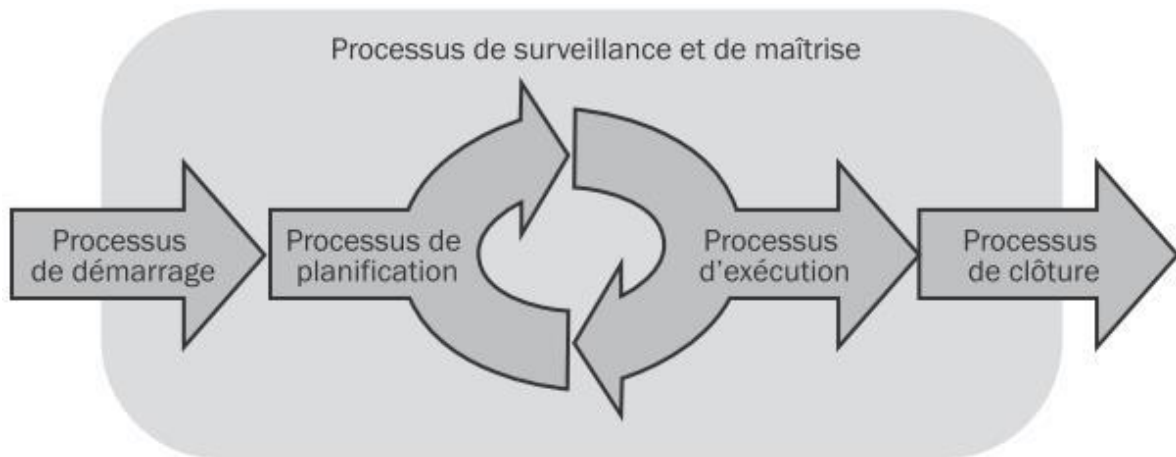 Processus de surveillance et de maîtrise
Processus
de démarrage
Processus de
planification
Processus
d'exécution
Processus
de clôture